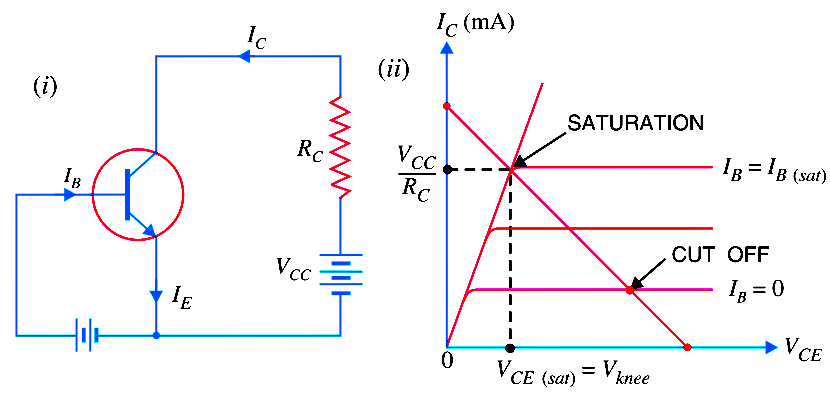 (i)
I_C
R_C
I_B
V_CC
I_E
(ii)
I_C (mA)
SATURATION
V_CC
R_C
I_B = I_B (sat)
CUT OFF
I_B = 0
0
V_CE
V_CE (sat) = V_knee